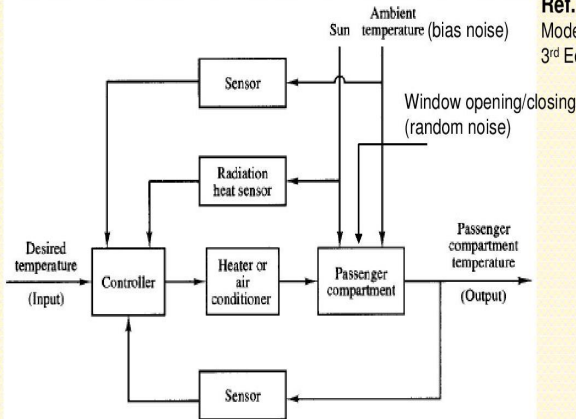 Ref.
Mode
3rd Ed
Ambient
Sun temperature (bias noise)
Sensor
Window opening/closing
(random noise)
Radiation
heat sensor
Desired
temperature
(Input)
Controller
Heater or
air
conditioner
Passenger
compartment
Passenger
compartment
temperature
(Output)
Sensor